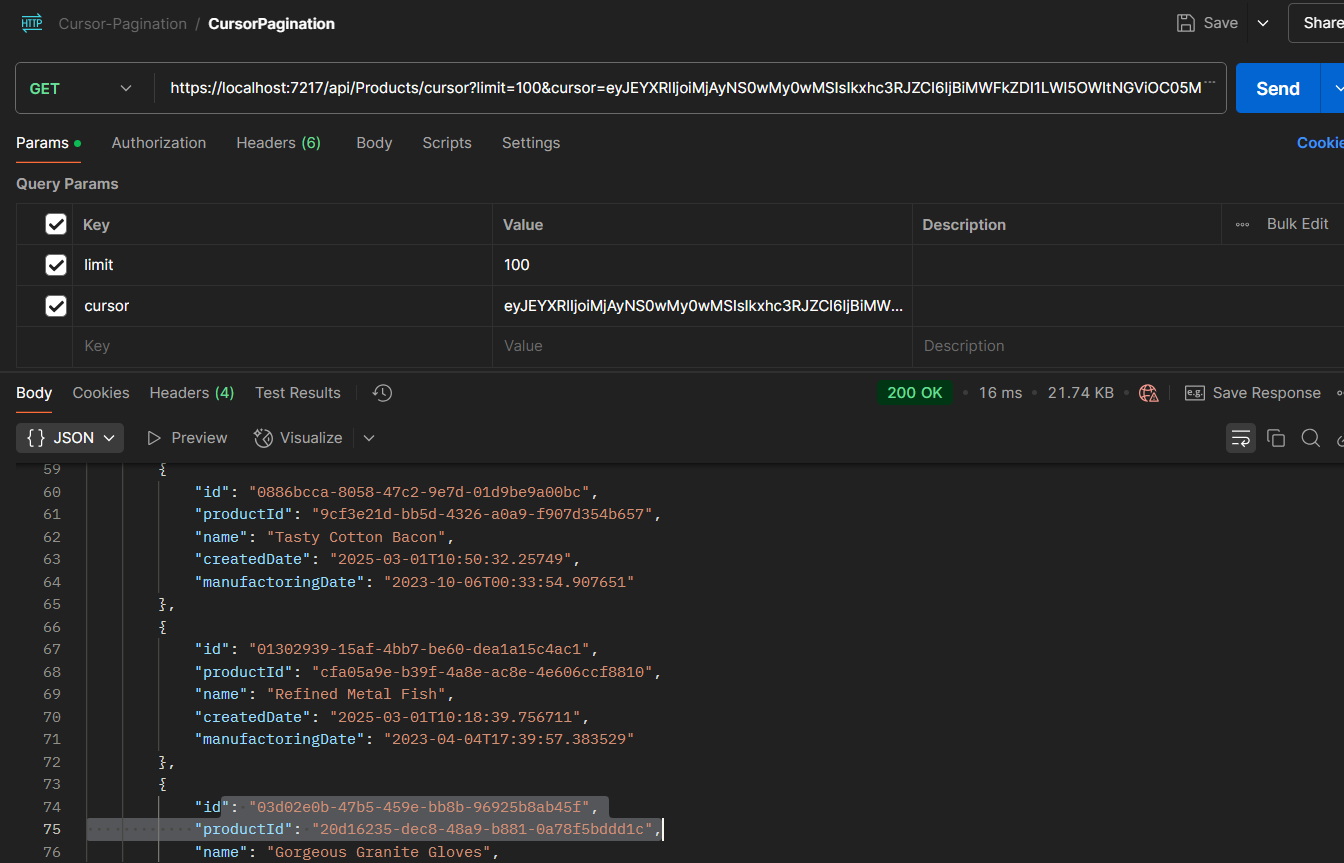 HTTP Cursor-Pagination / CursorPagination Save Share
GET https://localhost:7217/api/Products/cursor?limit=100&cursor=eyJEYXRlIjoiMjAyNS0wMy0wMSIsIkxhc3RJZCI6IjBiMWFkZDI1LWI5OWItNGViOC05M Send
Params Authorization Headers (6) Body Scripts Settings Cookie
Query Params
Key Value Description Bulk Edit
limit 100
cursor eyJEYXRlIjoiMjAyNS0wMy0wMSIsIkxhc3RJZCI6IjBiMW...
Key Value Description
Body Cookies Headers (4) Test Results 200 OK 16 ms 21.74 KB e.g. Save Response
{} JSON Preview Visualize
59 {
60 "id": "0886bcca-8058-47c2-9e7d-01d9be9a00bc",
61 "productId": "9cf3e21d-bb5d-4326-a0a9-f907d354b657",
62 "name": "Tasty Cotton Bacon",
63 "createdDate": "2025-03-01T10:50:32.25749",
64 "manufactoringDate": "2023-10-06T00:33:54.907651"
65 },
66 {
67 "id": "01302939-15af-4bb7-be60-dea1a15c4ac1",
68 "productId": "cfa05a9e-b39f-4a8e-ac8e-4e606ccf8810",
69 "name": "Refined Metal Fish",
70 "createdDate": "2025-03-01T10:18:39.756711",
71 "manufactoringDate": "2023-04-04T17:39:57.383529"
72 },
73 {
74 "id": "03d02e0b-47b5-459e-bb8b-96925b8ab45f",
75 "productId": "20d16235-dec8-48a9-b881-0a78f5bddd1c",
76 "name": "Gorgeous Granite Gloves",